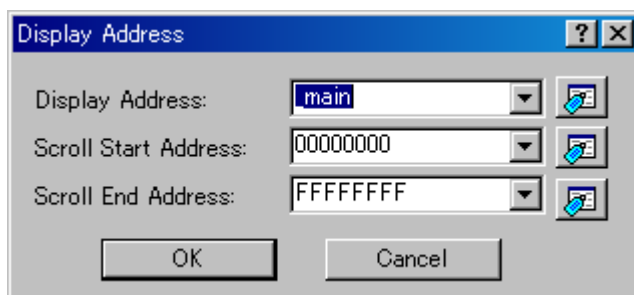 Display Address
Display Address: _main
Scroll Start Address: 00000000
Scroll End Address: FFFFFFFF
OK Cancel